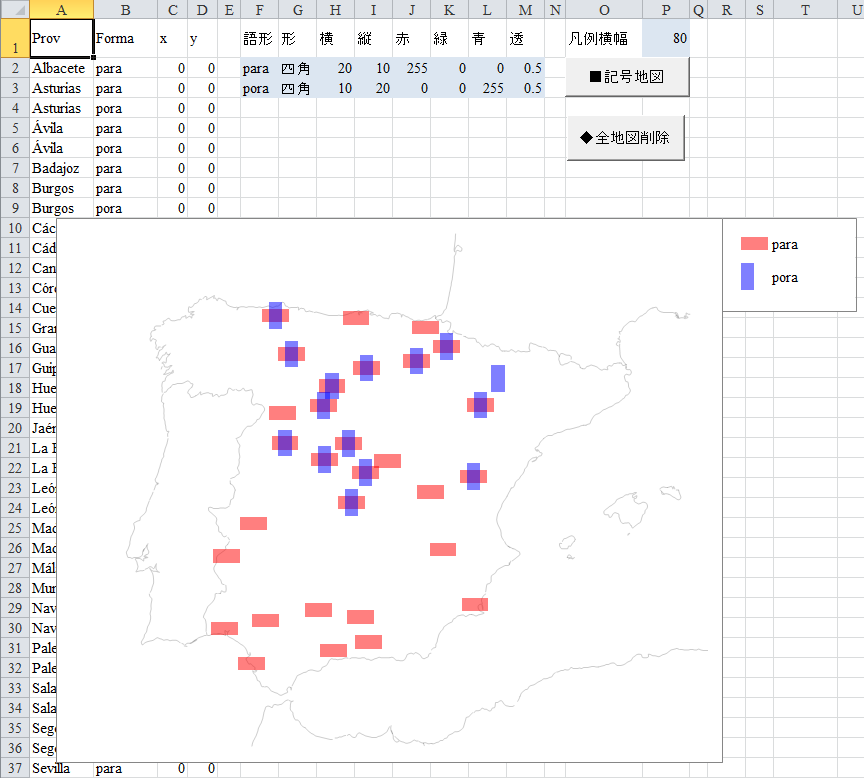 A B C D E F G H I J K L M N O P Q R S T U
1 Prov Forma x y 語形 形 横 縦 赤 緑 青 透 凡例横幅 80
2 Albacete para 0 0 para 四角 20 10 255 0 0 0.5 ■記号地図
3 Asturias para 0 0 pora 四角 10 20 0 0 255 0.5
4 Asturias pora 0 0
5 Ávila para 0 0 ◆全地図削除
6 Ávila pora 0 0
7 Badajoz para 0 0
8 Burgos para 0 0
9 Burgos pora 0 0
10 Các
11 Cád para
12 Can
13 Córd pora
14 Cue
15 Gran
16 Gua
17 Guip
18 Hue
19 Hue
20 Jaén
21 La
22 La
23 Leó
24 Leó
25 Mad
26 Mad
27 Mál
28 Mur
29 Nav
30 Nav
31 Pale
32 Pale
33 Sala
34 Sala
35 Sego
36 Sego
37 Sevilla para 0 0